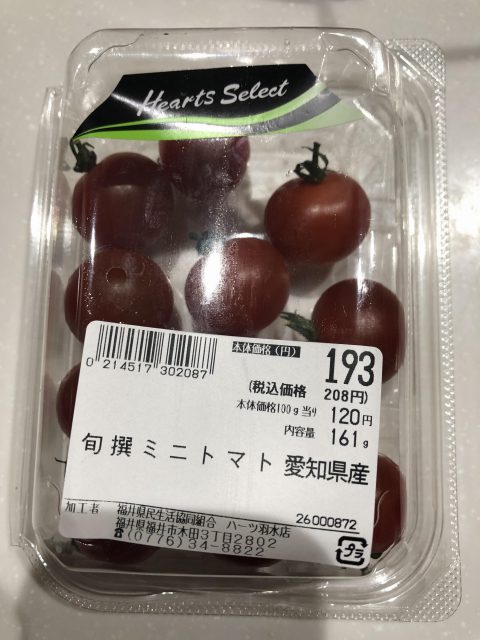 Hearts Select
本体価格(円) 193
(税込価格 208円)
本体価格100g当り 120円
内容量 161g
0 214517 302087
旬撰ミニトマト 愛知県産
加工者 福井県民生活協同組合 ハーツ羽水店
福井県福井市木田3丁目2802
☎(0776)34-8822
26000872
プラ